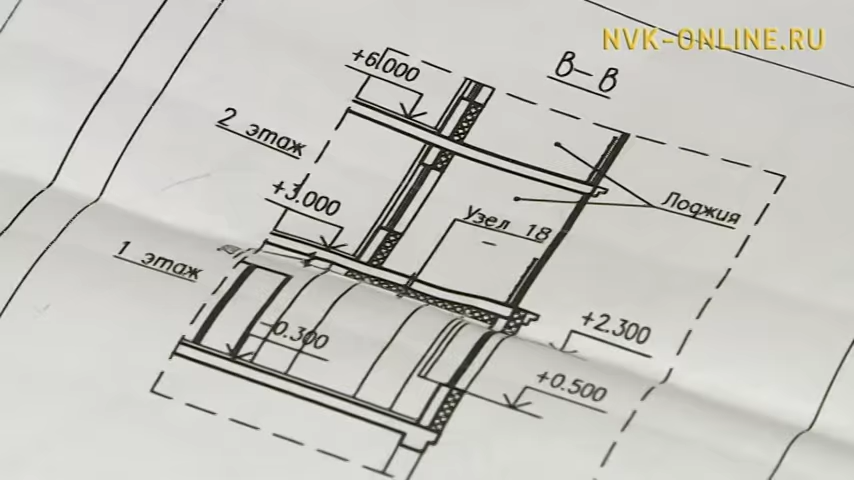 NVK-ONLINE.RU
В-В
+6.000
2 этаж
+3.000
Лоджия
Узел 18
1 этаж
-0.300
+2.300
+0.500